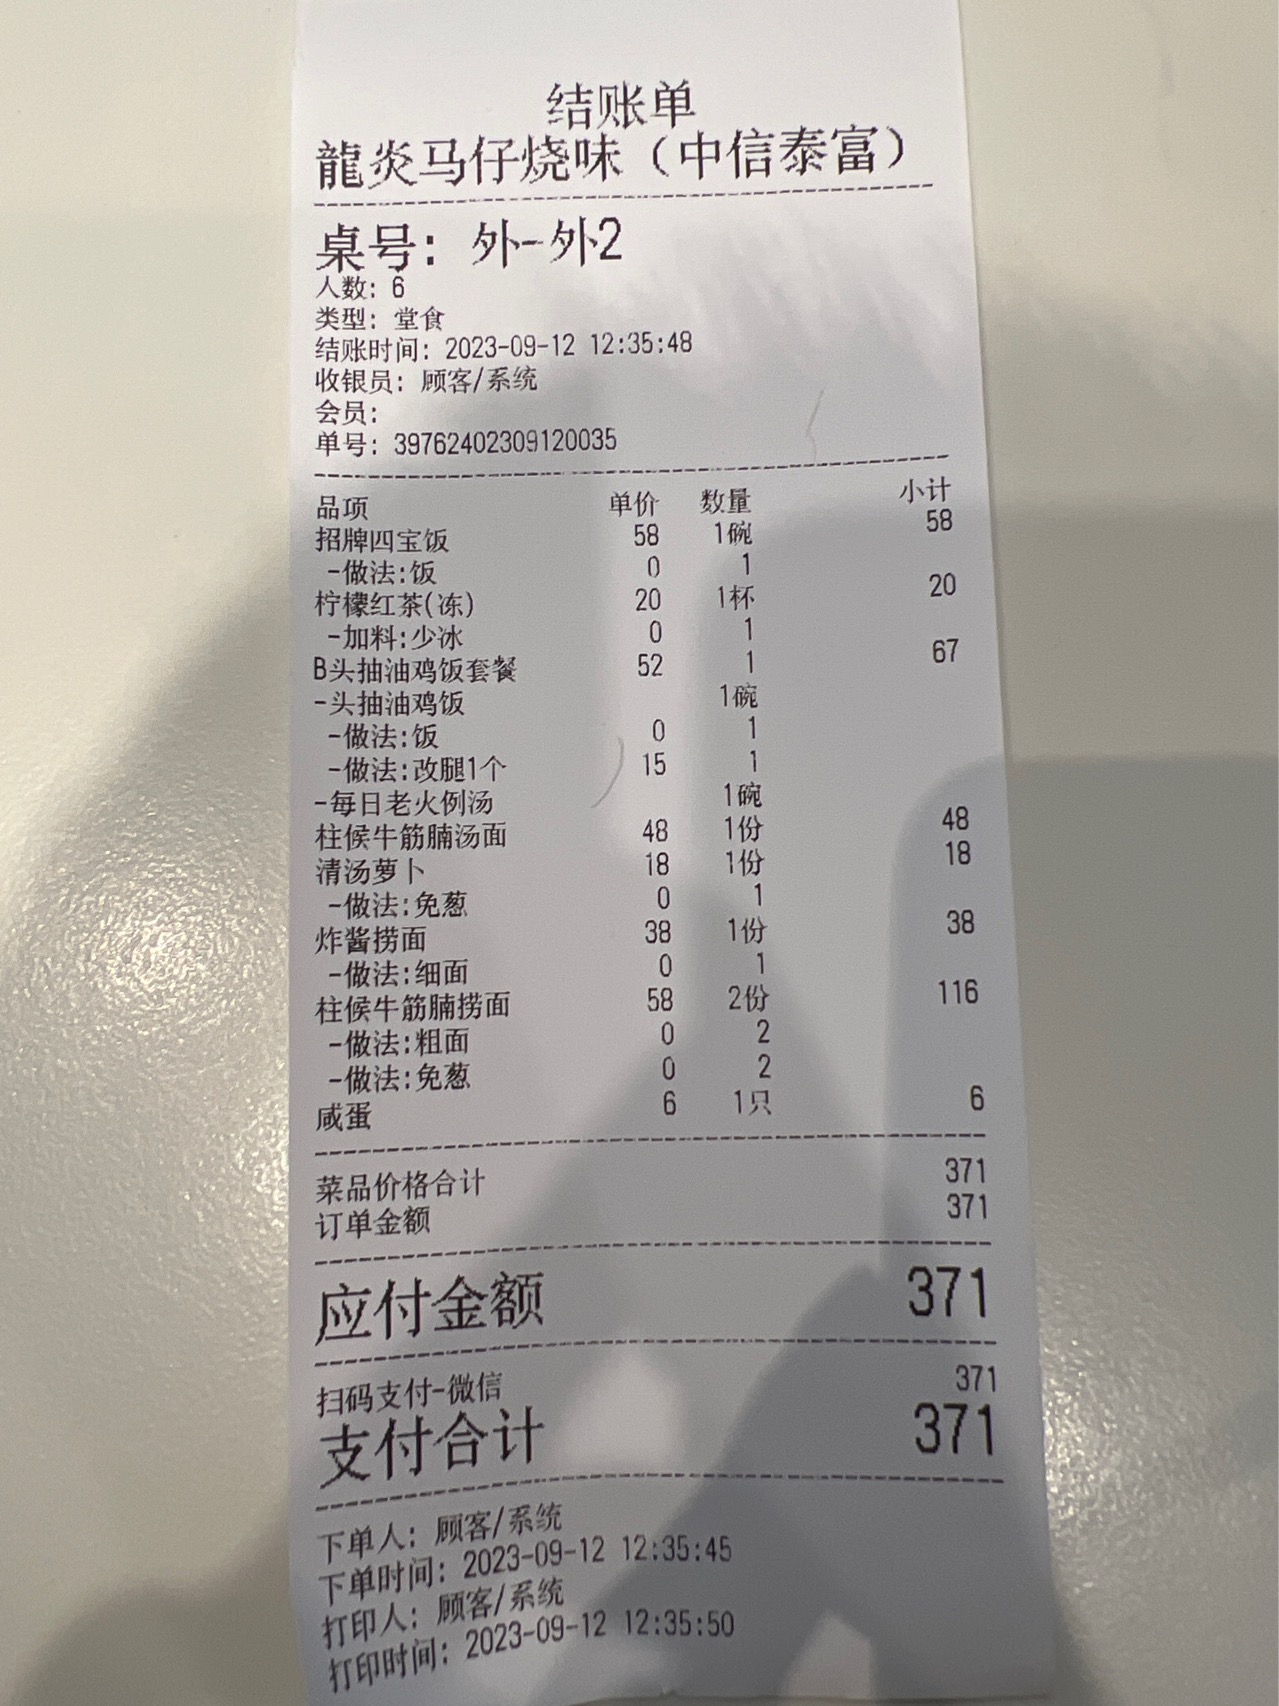 结账单
龍炎马仔烧味（中信泰富）
桌号：外-外2
人数：6
类型：堂食
结账时间：2023-09-12 12:35:48
收银员：顾客/系统
会员：
单号：39762402309120035
品项 单价 数量 小计
招牌四宝饭 58 1碗 58
-做法:饭 0 1
柠檬红茶(冻) 20 1杯 20
-加料:少冰 0 1
B头抽油鸡饭套餐 52 1 67
-头抽油鸡饭 1碗
-做法:饭 0 1
-做法:改腿1个 15 1
-每日老火例汤 1碗
柱候牛筋腩汤面 48 1份 48
清汤萝卜 18 1份 18
-做法:免葱 0 1
炸酱捞面 38 1份 38
-做法:细面 0 1
柱候牛筋腩捞面 58 2份 116
-做法:粗面 0 2
-做法:免葱 0 2
咸蛋 6 1只 6
菜品价格合计 371
订单金额 371
应付金额 371
扫码支付-微信 371
支付合计 371
下单人：顾客/系统
下单时间：2023-09-12 12:35:45
打印人：顾客/系统
打印时间：2023-09-12 12:35:50